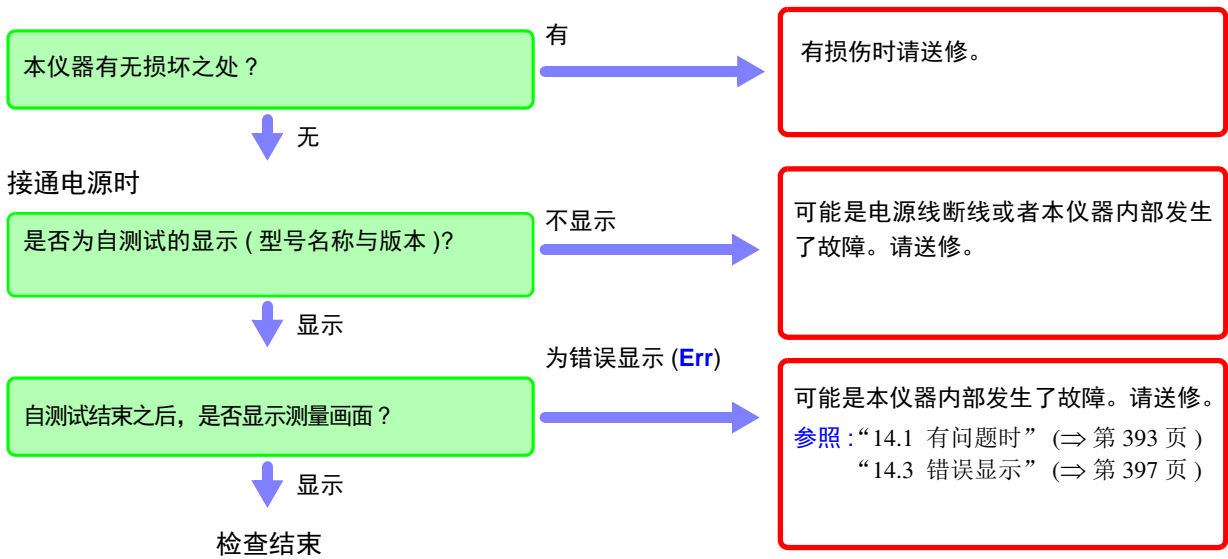 本仪器有无损坏之处？
有
有损伤时请送修。
无
接通电源时
是否为自测试的显示 ( 型号名称与版本 )?
不显示
可能是电源线断线或者本仪器内部发生
了故障。请送修。
显示
为错误显示 (Err)
自测试结束之后，是否显示测量画面？
可能是本仪器内部发生了故障。请送修。
参照 :“14.1 有问题时” (⇒ 第 393 页 )
“14.3 错误显示” (⇒ 第 397 页 )
显示
检查结束